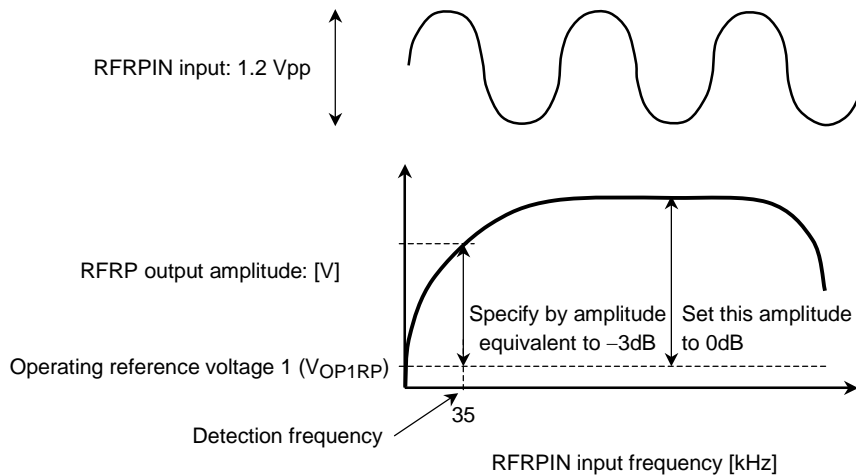 RFRPIN input: 1.2 Vpp
RFRP output amplitude: [V]
Specify by amplitude
equivalent to −3dB
Set this amplitude
to 0dB
Operating reference voltage 1 (VOP1RP)
35
Detection frequency
RFRPIN input frequency [kHz]